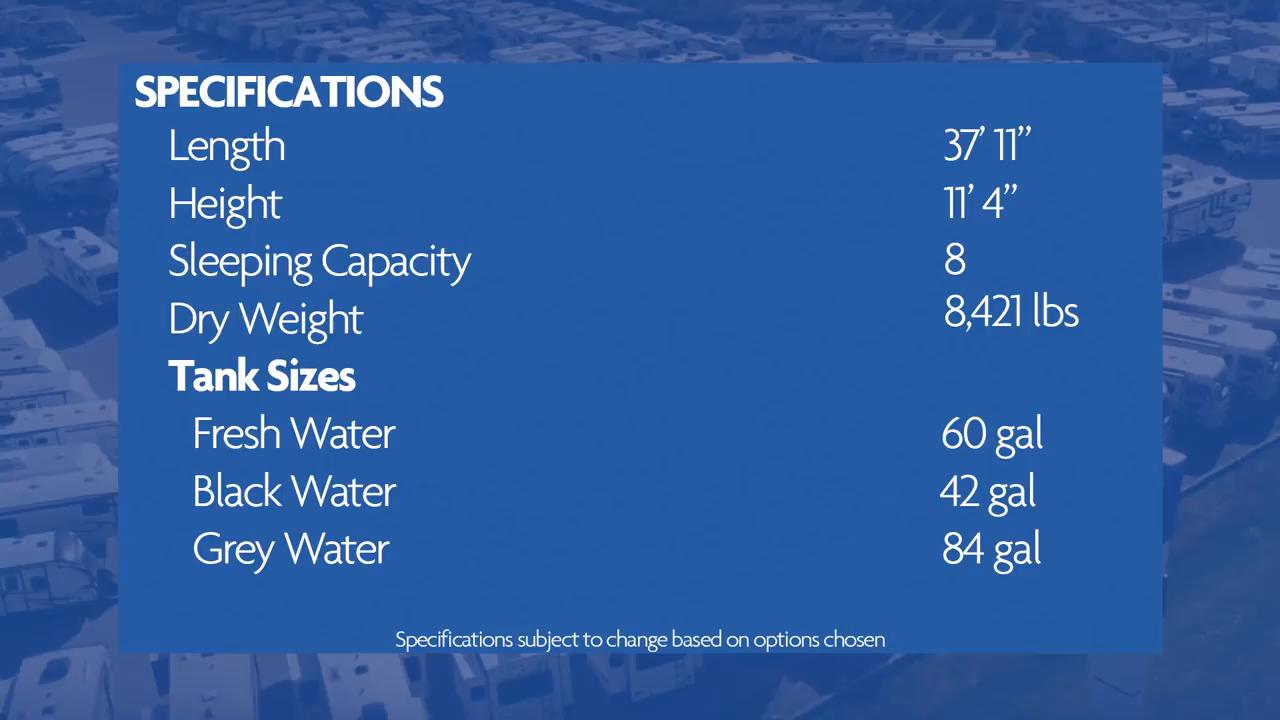 SPECIFICATIONS
Length 37’ 11”
Height 11’ 4”
Sleeping Capacity 8
Dry Weight 8,421 lbs
Tank Sizes
Fresh Water 60 gal
Black Water 42 gal
Grey Water 84 gal
Specifications subject to change based on options chosen